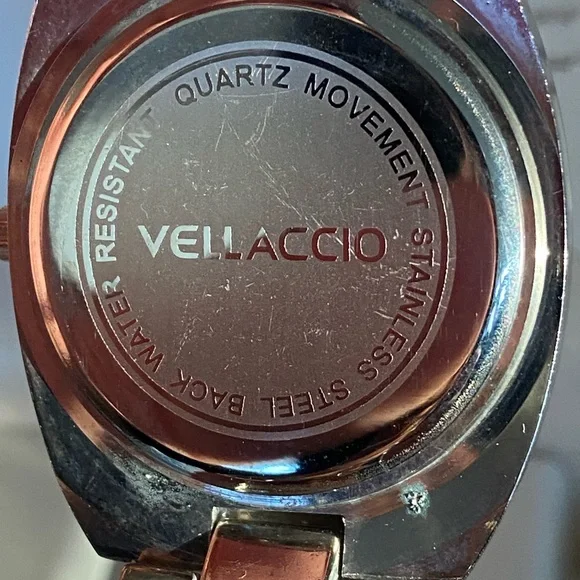 QUARTZ MOVEMENT STAINLESS STEEL BACK WATER RESISTANT
VELLACCIO